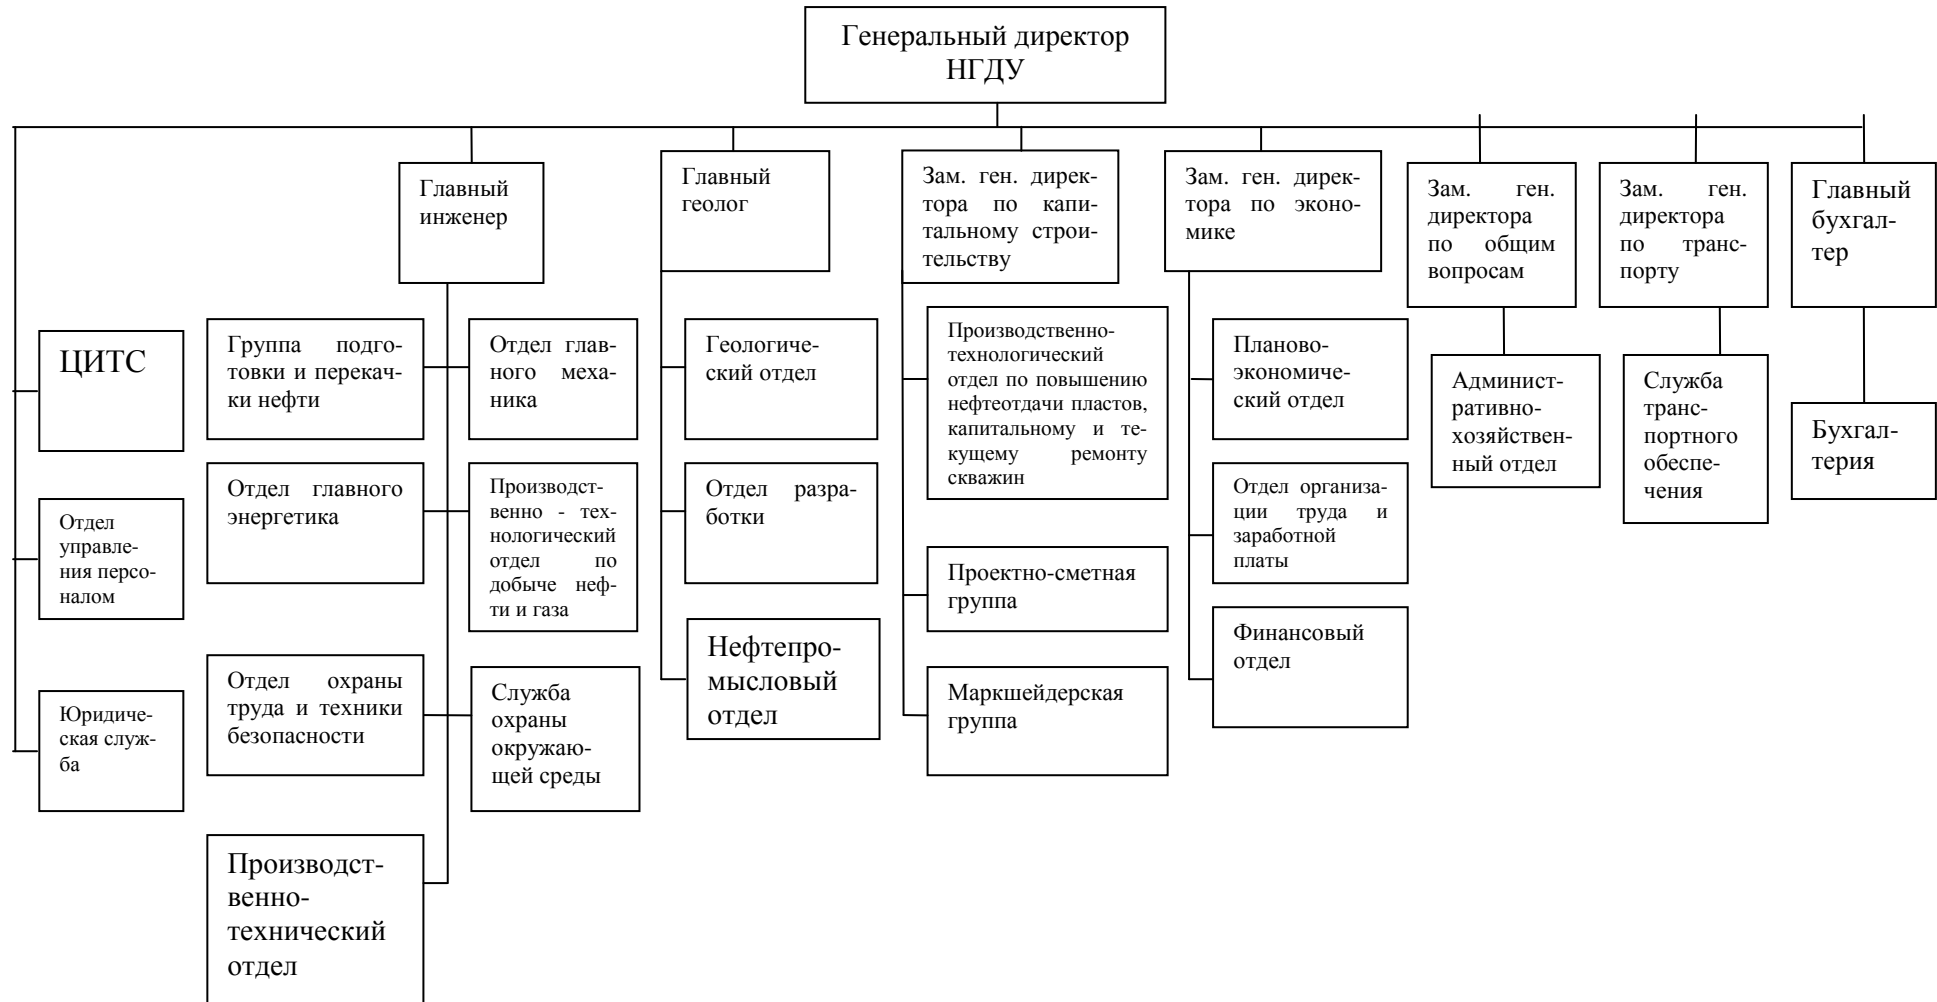 Генеральный директор
НГДУ
Главный
инженер
Главный
геолог
Зам. ген. дирек-
тора по капи-
тальному строи-
тельству
Зам. ген. дирек-
тора по эконо-
мике
Зам. ген.
директора
по общим
вопросам
Зам. ген.
директора
по транс-
порту
Главный
бухгал-
тер
ЦИТС
Отдел
управле-
ния персо-
налом
Юридиче-
ская служ-
ба
Группа подго-
товки и перекач-
ки нефти
Отдел главного
энергетика
Отдел охраны
труда и техники
безопасности
Производст-
венно-
технический
отдел
Отдел глав-
ного меха-
ника
Производст-
венно - тех-
нологический
отдел по
добыче неф-
ти и газа
Служба
охраны
окружаю-
щей среды
Геологиче-
ский отдел
Отдел разра-
ботки
Нефтепро-
мысловый
отдел
Производственно-
технологический
отдел по повышению
нефтеотдачи пластов,
капитальному и те-
кущему ремонту
скважин
Проектно-сметная
группа
Маркшейдерская
группа
Планово-
экономиче-
ский отдел
Отдел организа-
ции труда и
заработной
платы
Финансовый
отдел
Админист-
ративно-
хозяйствен-
ный отдел
Служба
транс-
портного
обеспе-
чения
Бухгал-
терия